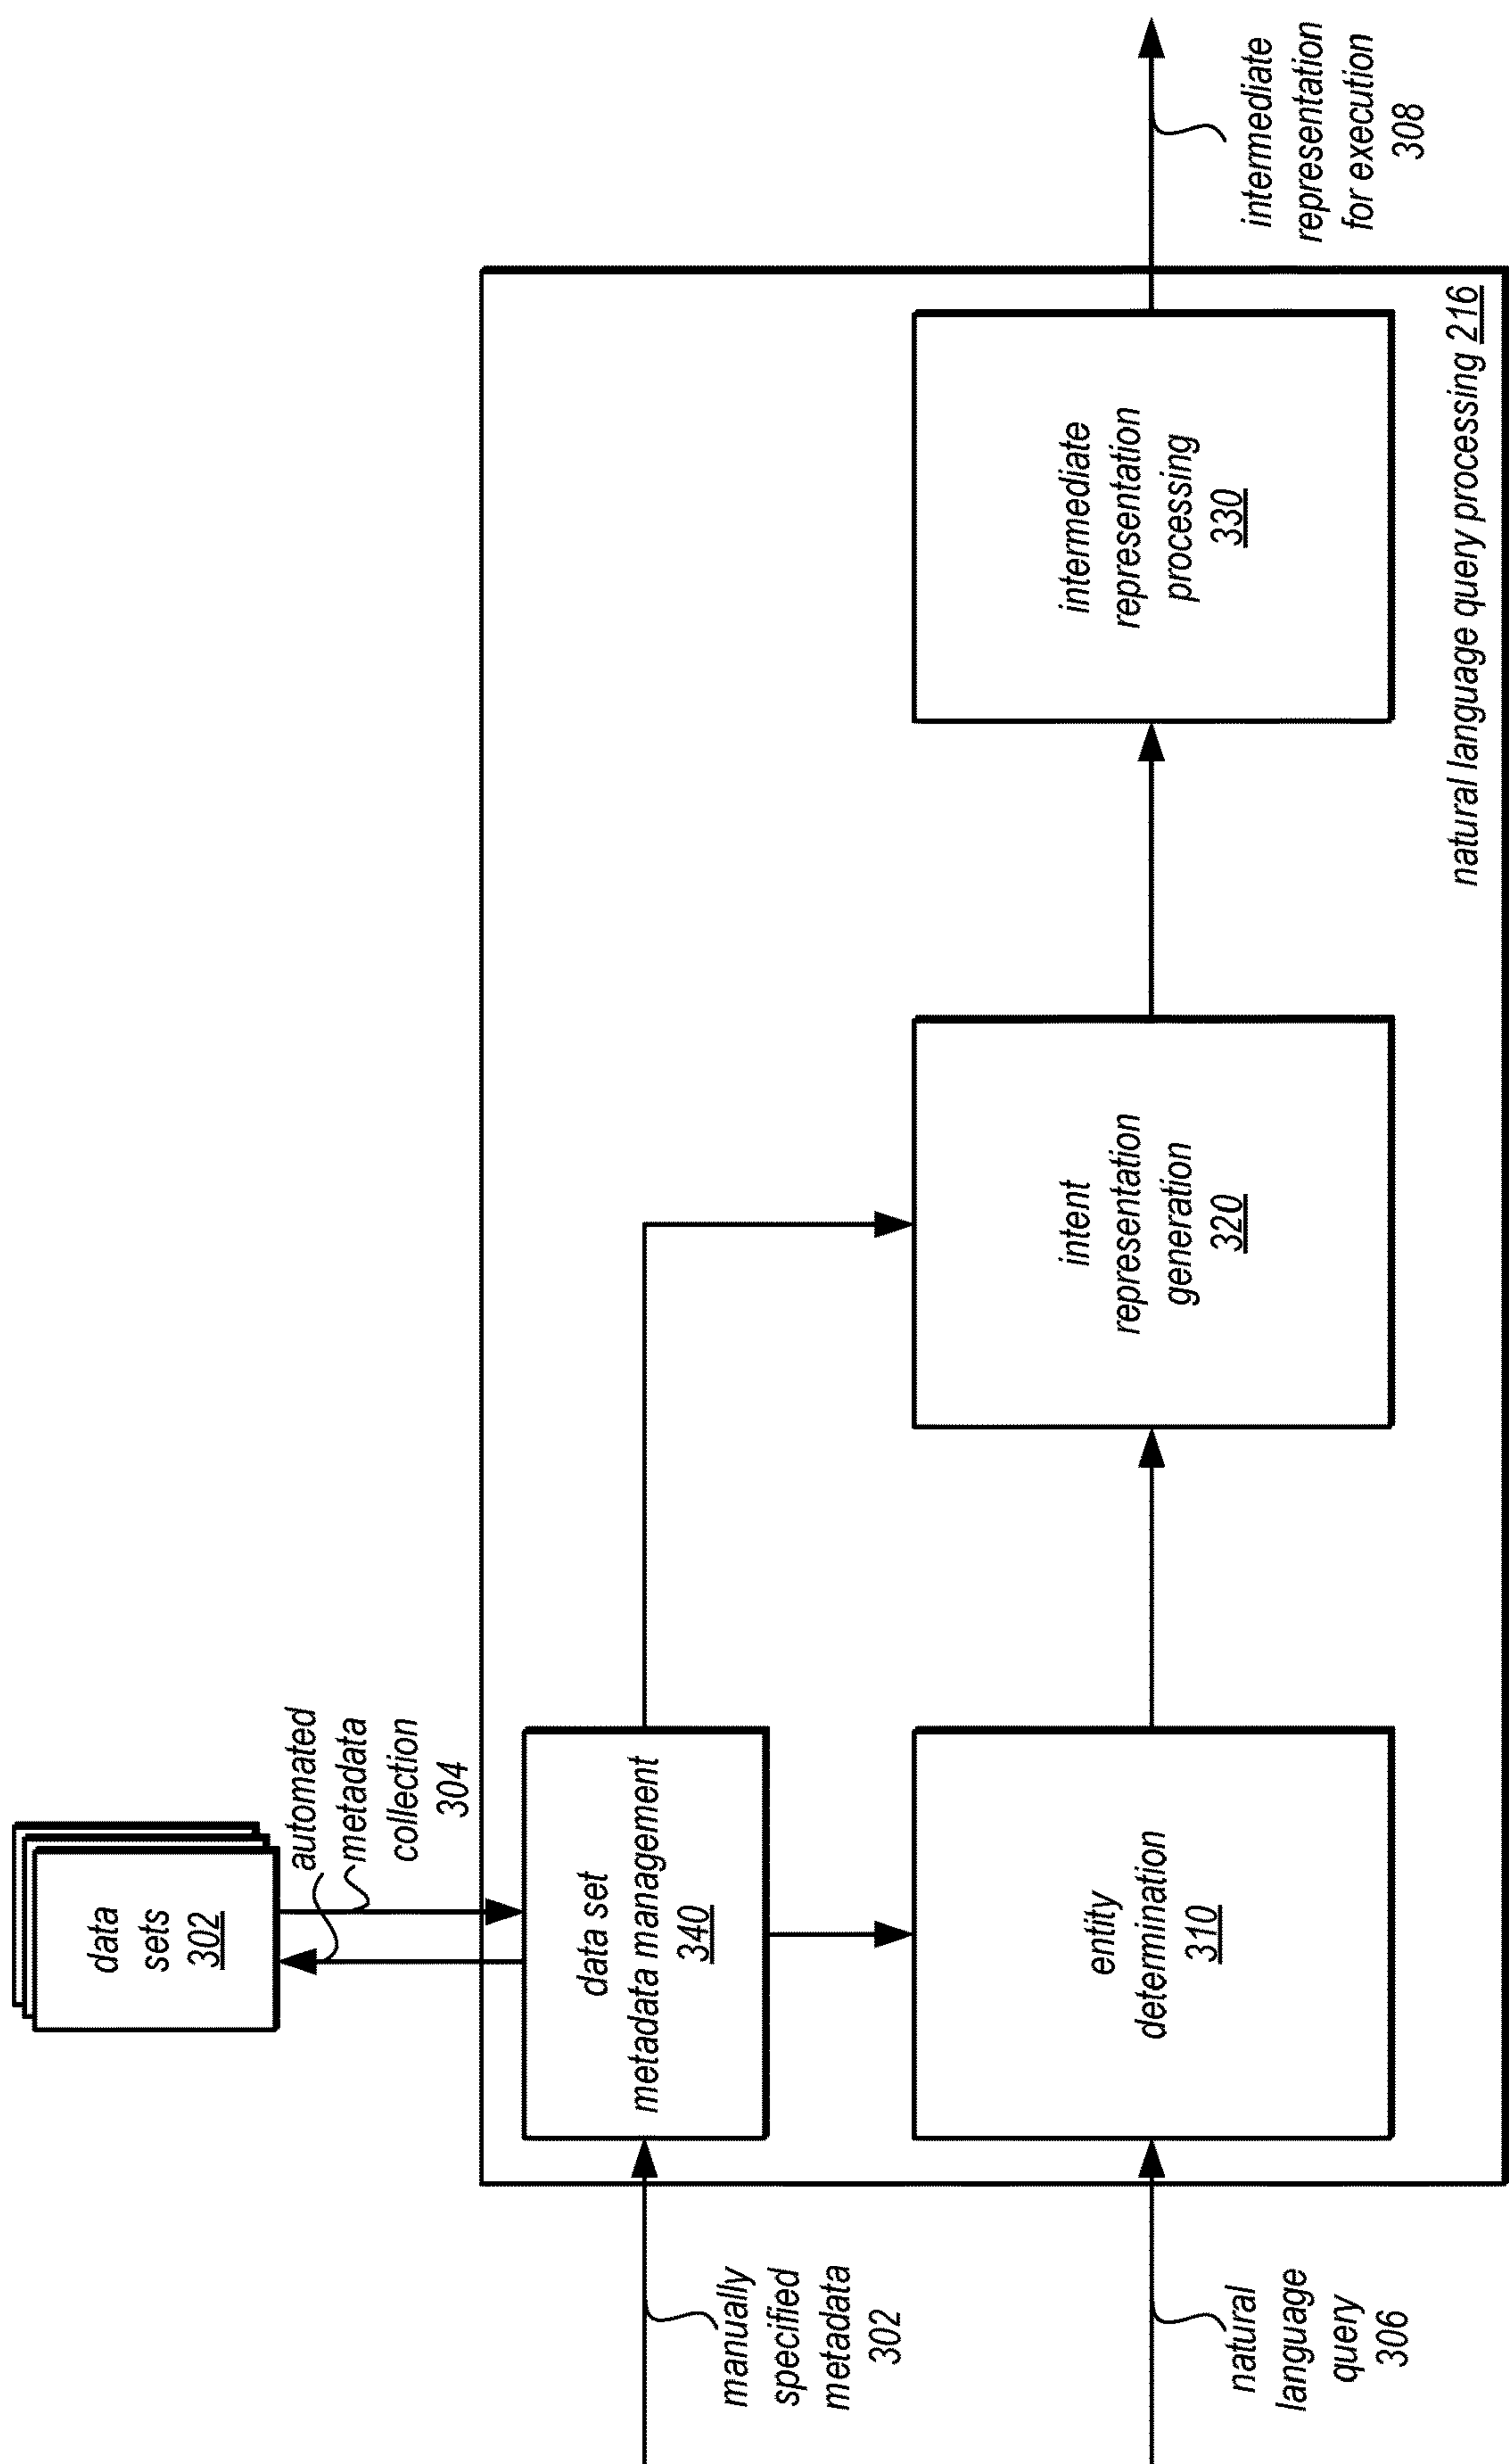 data
sets
302
automated
metadata
collection
304
manually
specified
metadata
302
data set
metadata management
340
natural
language
query
306
entity
determination
310
intent
representation
generation
320
intermediate
representation
processing
330
intermediate
representation
for execution
308
natural language query processing 216